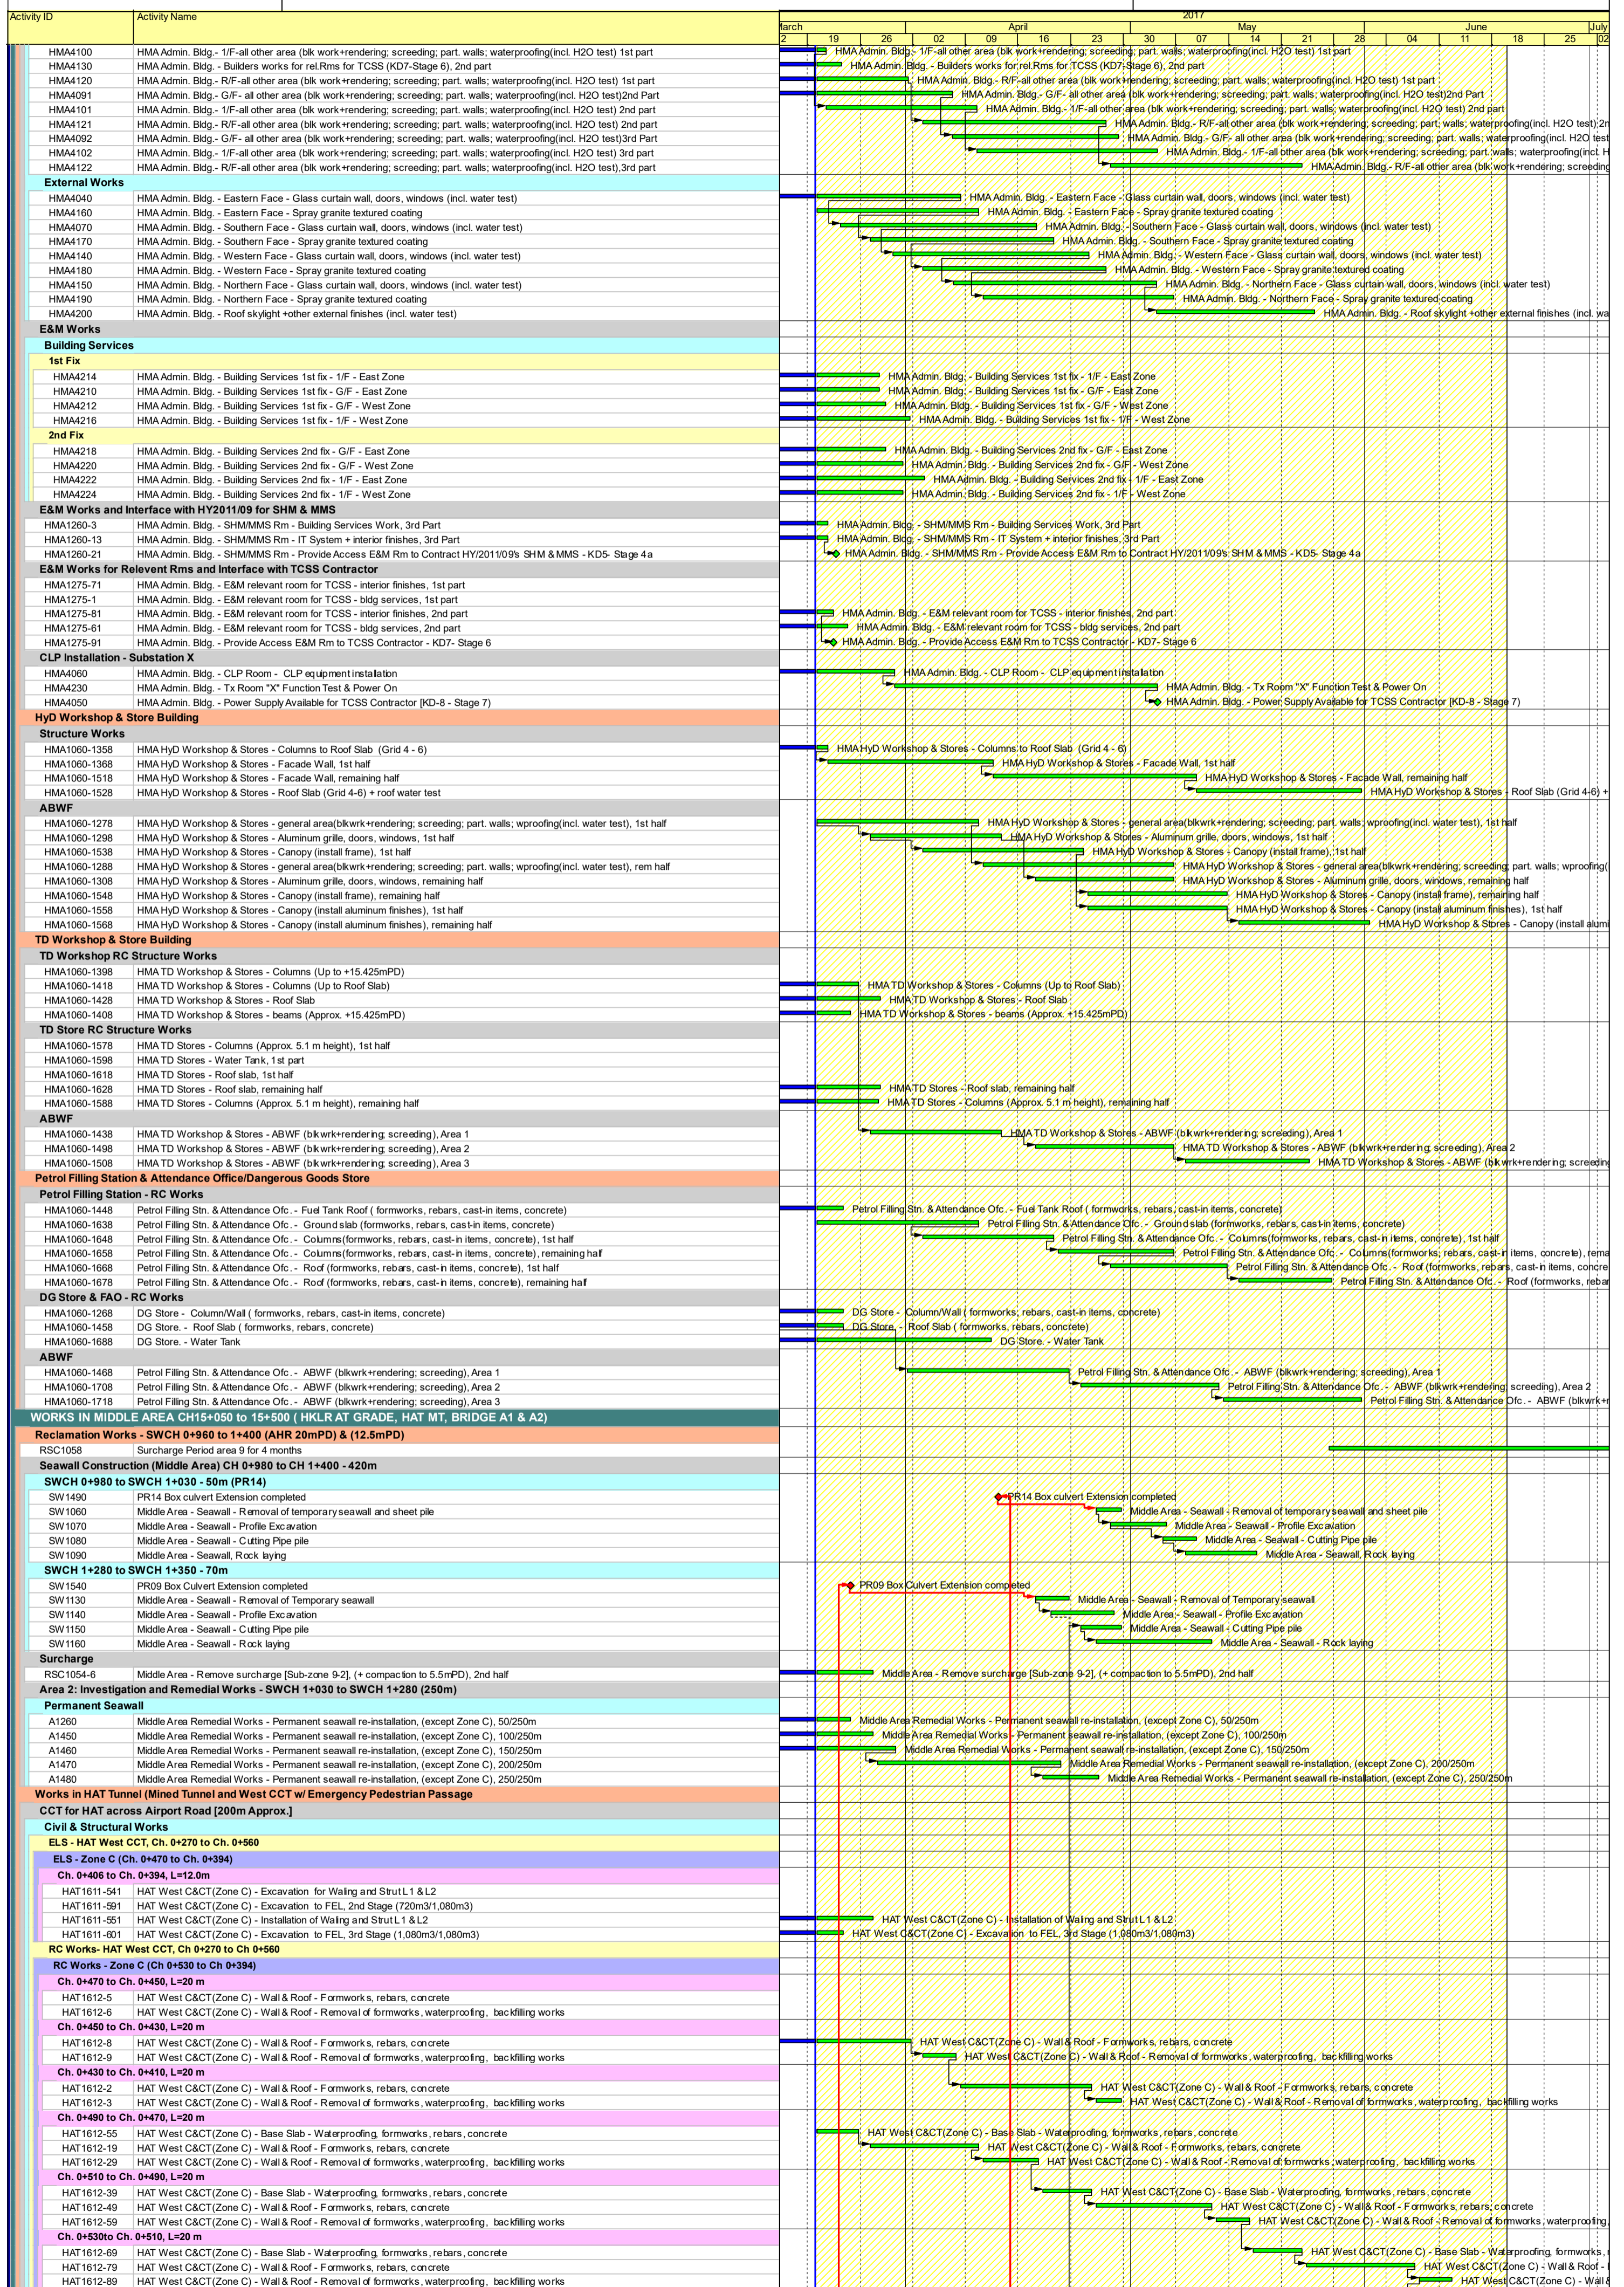 Activity ID Activity Name 2017
March April May June July
2 19 26 02 09 16 23 30 07 14 21 28 04 11 18 25 02
HMA4100 HMA Admin. Bldg.- 1/F-all other area (blk work+rendering; screeding; part. walls; waterproofing(incl. H2O test) 1st part
HMA4130 HMA Admin. Bldg. - Builders works for rel.Rms for TCSS (KD7-Stage 6), 2nd part
HMA4120 HMA Admin. Bldg.- R/F-all other area (blk work+rendering; screeding; part. walls; waterproofing(incl. H2O test) 1st part
HMA4091 HMA Admin. Bldg.- G/F- all other area (blk work+rendering; screeding; part. walls; waterproofing(incl. H2O test)2nd Part
HMA4101 HMA Admin. Bldg.- 1/F-all other area (blk work+rendering; screeding; part. walls; waterproofing(incl. H2O test) 2nd part
HMA4121 HMA Admin. Bldg.- R/F-all other area (blk work+rendering; screeding; part. walls; waterproofing(incl. H2O test) 2nd part
HMA4092 HMA Admin. Bldg.- G/F- all other area (blk work+rendering; screeding; part. walls; waterproofing(incl. H2O test)3rd Part
HMA4102 HMA Admin. Bldg.- 1/F-all other area (blk work+rendering; screeding; part. walls; waterproofing(incl. H2O test) 3rd part
HMA4122 HMA Admin. Bldg.- R/F-all other area (blk work+rendering; screeding; part. walls; waterproofing(incl. H2O test),3rd part
External Works
HMA4040 HMA Admin. Bldg. - Eastern Face - Glass curtain wall, doors, windows (incl. water test)
HMA4160 HMA Admin. Bldg. - Eastern Face - Spray granite textured coating
HMA4070 HMA Admin. Bldg. - Southern Face - Glass curtain wall, doors, windows (incl. water test)
HMA4170 HMA Admin. Bldg. - Southern Face - Spray granite textured coating
HMA4140 HMA Admin. Bldg. - Western Face - Glass curtain wall, doors, windows (incl. water test)
HMA4180 HMA Admin. Bldg. - Western Face - Spray granite textured coating
HMA4150 HMA Admin. Bldg. - Northern Face - Glass curtain wall, doors, windows (incl. water test)
HMA4190 HMA Admin. Bldg. - Northern Face - Spray granite textured coating
HMA4200 HMA Admin. Bldg. - Roof skylight +other external finishes (incl. water test)
E&M Works
Building Services
1st Fix
HMA4214 HMA Admin. Bldg. - Building Services 1st fix - 1/F - East Zone
HMA4210 HMA Admin. Bldg. - Building Services 1st fix - G/F - East Zone
HMA4212 HMA Admin. Bldg. - Building Services 1st fix - G/F - West Zone
HMA4216 HMA Admin. Bldg. - Building Services 1st fix - 1/F - West Zone
2nd Fix
HMA4218 HMA Admin. Bldg. - Building Services 2nd fix - G/F - East Zone
HMA4220 HMA Admin. Bldg. - Building Services 2nd fix - G/F - West Zone
HMA4222 HMA Admin. Bldg. - Building Services 2nd fix - 1/F - East Zone
HMA4224 HMA Admin. Bldg. - Building Services 2nd fix - 1/F - West Zone
E&M Works and Interface with HY2011/09 for SHM & MMS
HMA1260-3 HMA Admin. Bldg. - SHM/MMS Rm - Building Services Work, 3rd Part
HMA1260-13 HMA Admin. Bldg. - SHM/MMS Rm - IT System + interior finishes, 3rd Part
HMA1260-21 HMA Admin. Bldg. - SHM/MMS Rm - Provide Access E&M Rm to Contract HY/2011/09's SHM & MMS - KD5- Stage 4a
E&M Works for Relevent Rms and Interface with TCSS Contractor
HMA1275-71 HMA Admin. Bldg. - E&M relevant room for TCSS - interior finishes, 1st part
HMA1275-1 HMA Admin. Bldg. - E&M relevant room for TCSS - bldg services, 1st part
HMA1275-81 HMA Admin. Bldg. - E&M relevant room for TCSS - interior finishes, 2nd part
HMA1275-61 HMA Admin. Bldg. - E&M relevant room for TCSS - bldg services, 2nd part
HMA1275-91 HMA Admin. Bldg. - Provide Access E&M Rm to TCSS Contractor - KD7- Stage 6
CLP Installation - Substation X
HMA4060 HMA Admin. Bldg. - CLP Room - CLP equipment installation
HMA4230 HMA Admin. Bldg. - Tx Room "X" Function Test & Power On
HMA4050 HMA Admin. Bldg. - Power Supply Available for TCSS Contractor [KD-8 - Stage 7)
HyD Workshop & Store Building
Structure Works
HMA1060-1358 HMA HyD Workshop & Stores - Columns to Roof Slab (Grid 4 - 6)
HMA1060-1368 HMA HyD Workshop & Stores - Facade Wall, 1st half
HMA1060-1518 HMA HyD Workshop & Stores - Facade Wall, remaining half
HMA1060-1528 HMA HyD Workshop & Stores - Roof Slab (Grid 4-6) + roof water test
ABWF
HMA1060-1278 HMA HyD Workshop & Stores - general area(blkwrk+rendering; screeding; part. walls; wproofing(incl. water test), 1st half
HMA1060-1298 HMA HyD Workshop & Stores - Aluminum grille, doors, windows, 1st half
HMA1060-1538 HMA HyD Workshop & Stores - Canopy (install frame), 1st half
HMA1060-1288 HMA HyD Workshop & Stores - general area(blkwrk+rendering; screeding; part. walls; wproofing(incl. water test), rem half
HMA1060-1308 HMA HyD Workshop & Stores - Aluminum grille, doors, windows, remaining half
HMA1060-1548 HMA HyD Workshop & Stores - Canopy (install frame), remaining half
HMA1060-1558 HMA HyD Workshop & Stores - Canopy (install aluminum finishes), 1st half
HMA1060-1568 HMA HyD Workshop & Stores - Canopy (install aluminum finishes), remaining half
TD Workshop & Store Building
TD Workshop RC Structure Works
HMA1060-1398 HMA TD Workshop & Stores - Columns (Up to +15.425mPD)
HMA1060-1418 HMA TD Workshop & Stores - Columns (Up to Roof Slab)
HMA1060-1428 HMA TD Workshop & Stores - Roof Slab
HMA1060-1408 HMA TD Workshop & Stores - beams (Approx. +15.425mPD)
TD Store RC Structure Works
HMA1060-1578 HMA TD Stores - Columns (Approx. 5.1 m height), 1st half
HMA1060-1598 HMA TD Stores - Water Tank, 1st part
HMA1060-1618 HMA TD Stores - Roof slab, 1st half
HMA1060-1628 HMA TD Stores - Roof slab, remaining half
HMA1060-1588 HMA TD Stores - Columns (Approx. 5.1 m height), remaining half
ABWF
HMA1060-1438 HMA TD Workshop & Stores - ABWF (blkwrk+rendering; screeding), Area 1
HMA1060-1498 HMA TD Workshop & Stores - ABWF (blkwrk+rendering; screeding), Area 2
HMA1060-1508 HMA TD Workshop & Stores - ABWF (blkwrk+rendering; screeding), Area 3
Petrol Filling Station & Attendance Office/Dangerous Goods Store
Petrol Filling Station - RC Works
HMA1060-1448 Petrol Filling Stn. & Attendance Ofc. - Fuel Tank Roof ( formworks, rebars, cast-in items, concrete)
HMA1060-1638 Petrol Filling Stn. & Attendance Ofc. - Ground slab (formworks, rebars, cast-in items, concrete)
HMA1060-1648 Petrol Filling Stn. & Attendance Ofc. - Columns(formworks, rebars, cast-in items, concrete), 1st half
HMA1060-1658 Petrol Filling Stn. & Attendance Ofc. - Columns(formworks, rebars, cast-in items, concrete), remaining half
HMA1060-1668 Petrol Filling Stn. & Attendance Ofc. - Roof (formworks, rebars, cast-in items, concrete), 1st half
HMA1060-1678 Petrol Filling Stn. & Attendance Ofc. - Roof (formworks, rebars, cast-in items, concrete), remaining half
DG Store & FAO - RC Works
HMA1060-1268 DG Store - Column/Wall ( formworks, rebars, cast-in items, concrete)
HMA1060-1458 DG Store. - Roof Slab ( formworks, rebars, concrete)
HMA1060-1688 DG Store. - Water Tank
ABWF
HMA1060-1468 Petrol Filling Stn. & Attendance Ofc. - ABWF (blkwrk+rendering; screeding), Area 1
HMA1060-1708 Petrol Filling Stn. & Attendance Ofc. - ABWF (blkwrk+rendering; screeding), Area 2
HMA1060-1718 Petrol Filling Stn. & Attendance Ofc. - ABWF (blkwrk+rendering; screeding), Area 3
WORKS IN MIDDLE AREA CH15+050 to 15+500 ( HKLR AT GRADE, HAT MT, BRIDGE A1 & A2)
Reclamation Works - SWCH 0+960 to 1+400 (AHR 20mPD) & (12.5mPD)
RSC1058 Surcharge Period area 9 for 4 months
Seawall Construction (Middle Area) CH 0+980 to CH 1+400 - 420m
SWCH 0+980 to SWCH 1+030 - 50m (PR14)
SW1490 PR14 Box culvert Extension completed
SW1060 Middle Area - Seawall - Removal of temporary seawall and sheet pile
SW1070 Middle Area - Seawall - Profile Excavation
SW1080 Middle Area - Seawall - Cutting Pipe pile
SW1090 Middle Area - Seawall, Rock laying
SWCH 1+280 to SWCH 1+350 - 70m
SW1540 PR09 Box Culvert Extension completed
SW1130 Middle Area - Seawall - Removal of Temporary seawall
SW1140 Middle Area - Seawall - Profile Excavation
SW1150 Middle Area - Seawall - Cutting Pipe pile
SW1160 Middle Area - Seawall - Rock laying
Surcharge
RSC1054-6 Middle Area - Remove surcharge [Sub-zone 9-2], (+ compaction to 5.5mPD), 2nd half
Area 2: Investigation and Remedial Works - SWCH 1+030 to SWCH 1+280 (250m)
Permanent Seawall
A1260 Middle Area Remedial Works - Permanent seawall re-installation, (except Zone C), 50/250m
A1450 Middle Area Remedial Works - Permanent seawall re-installation, (except Zone C), 100/250m
A1460 Middle Area Remedial Works - Permanent seawall re-installation, (except Zone C), 150/250m
A1470 Middle Area Remedial Works - Permanent seawall re-installation, (except Zone C), 200/250m
A1480 Middle Area Remedial Works - Permanent seawall re-installation, (except Zone C), 250/250m
Works in HAT Tunnel (Mined Tunnel and West CCT w/ Emergency Pedestrian Passage
CCT for HAT across Airport Road [200m Approx.]
Civil & Structural Works
ELS - HAT West CCT, Ch. 0+270 to Ch. 0+560
ELS - Zone C (Ch. 0+470 to Ch. 0+394)
Ch. 0+406 to Ch. 0+394, L=12.0m
HAT1611-541 HAT West C&CT(Zone C) - Excavation for Waling and Strut L1 & L2
HAT1611-591 HAT West C&CT(Zone C) - Excavation to FEL, 2nd Stage (720m3/1,080m3)
HAT1611-551 HAT West C&CT(Zone C) - Installation of Waling and Strut L1 & L2
HAT1611-601 HAT West C&CT(Zone C) - Excavation to FEL, 3rd Stage (1,080m3/1,080m3)
RC Works- HAT West CCT, Ch 0+270 to Ch 0+560
RC Works - Zone C (Ch 0+530 to Ch 0+394)
Ch. 0+470 to Ch. 0+450, L=20 m
HAT1612-5 HAT West C&CT(Zone C) - Wall & Roof - Formworks, rebars, concrete
HAT1612-6 HAT West C&CT(Zone C) - Wall & Roof - Removal of formworks, waterproofing, backfilling works
Ch. 0+450 to Ch. 0+430, L=20 m
HAT1612-8 HAT West C&CT(Zone C) - Wall & Roof - Formworks, rebars, concrete
HAT1612-9 HAT West C&CT(Zone C) - Wall & Roof - Removal of formworks, waterproofing, backfilling works
Ch. 0+430 to Ch. 0+410, L=20 m
HAT1612-2 HAT West C&CT(Zone C) - Wall & Roof - Formworks, rebars, concrete
HAT1612-3 HAT West C&CT(Zone C) - Wall & Roof - Removal of formworks, waterproofing, backfilling works
Ch. 0+490 to Ch. 0+470, L=20 m
HAT1612-55 HAT West C&CT(Zone C) - Base Slab - Waterproofing, formworks, rebars, concrete
HAT1612-19 HAT West C&CT(Zone C) - Wall & Roof - Formworks, rebars, concrete
HAT1612-29 HAT West C&CT(Zone C) - Wall & Roof - Removal of formworks, waterproofing, backfilling works
Ch. 0+510 to Ch. 0+490, L=20 m
HAT1612-39 HAT West C&CT(Zone C) - Base Slab - Waterproofing, formworks, rebars, concrete
HAT1612-49 HAT West C&CT(Zone C) - Wall & Roof - Formworks, rebars, concrete
HAT1612-59 HAT West C&CT(Zone C) - Wall & Roof - Removal of formworks, waterproofing, backfilling works
Ch. 0+530to Ch. 0+510, L=20 m
HAT1612-69 HAT West C&CT(Zone C) - Base Slab - Waterproofing, formworks, rebars, concrete
HAT1612-79 HAT West C&CT(Zone C) - Wall & Roof - Formworks, rebars, concrete
HAT1612-89 HAT West C&CT(Zone C) - Wall & Roof - Removal of formworks, waterproofing, backfilling works